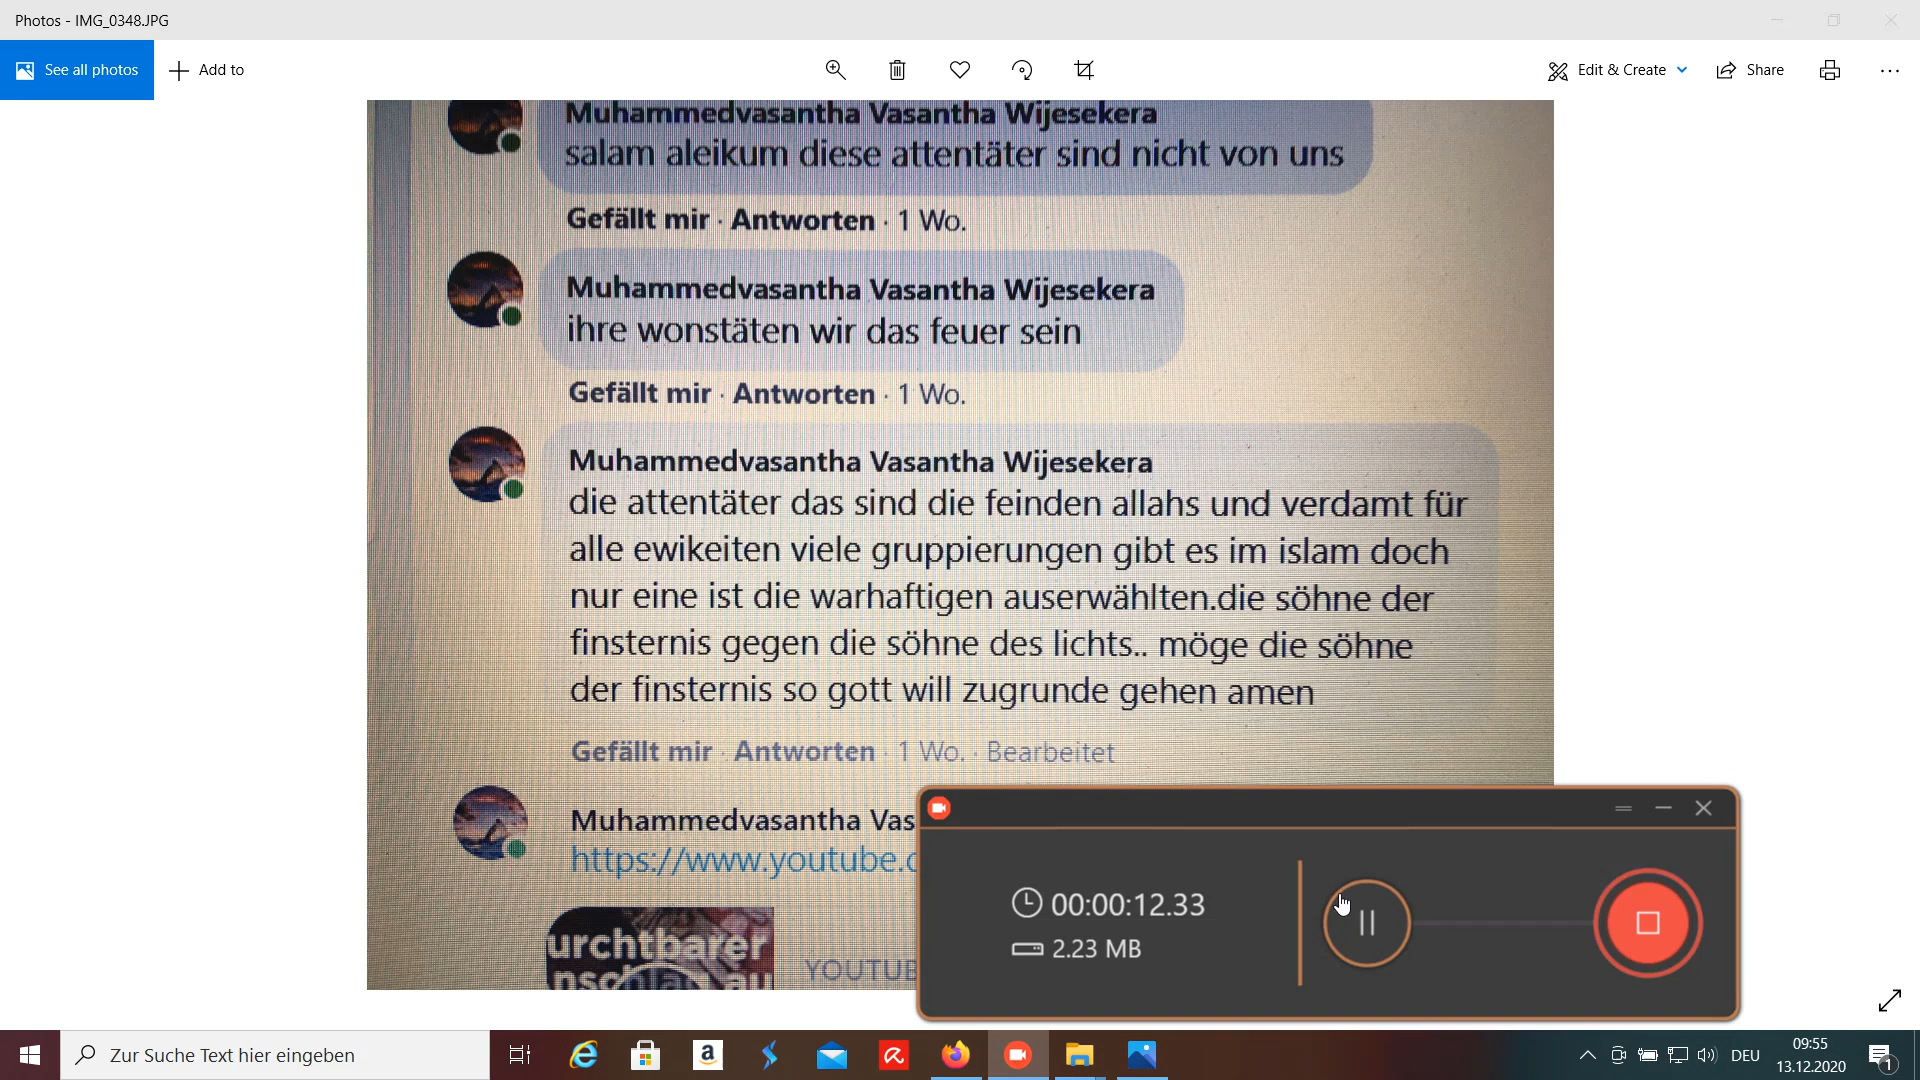 Photos - IMG_0348.JPG
See all photos
Add to
Edit & Create
Share
Muhammedvasantha Vasantha Wijesekera
salam aleikum diese attentäter sind nicht von uns
Gefällt mir · Antworten · 1 Wo.
Muhammedvasantha Vasantha Wijesekera
ihre wonstäten wir das feuer sein
Gefällt mir · Antworten · 1 Wo.
Muhammedvasantha Vasantha Wijesekera
die attentäter das sind die feinden allahs und verdamt für
alle ewikeiten viele gruppierungen gibt es im islam doch
nur eine ist die warhaftigen auserwählten.die söhne der
finsternis gegen die söhne des lichts.. möge die söhne
der finsternis so gott will zugrunde gehen amen
Gefällt mir · Antworten · 1 Wo. · Bearbeitet
Muhammedvasantha Vas
https://www.youtube.c
urchtbarer
YOUTUB
00:00:12.33
2.23 MB
Zur Suche Text hier eingeben
DEU
09:55
13.12.2020
1